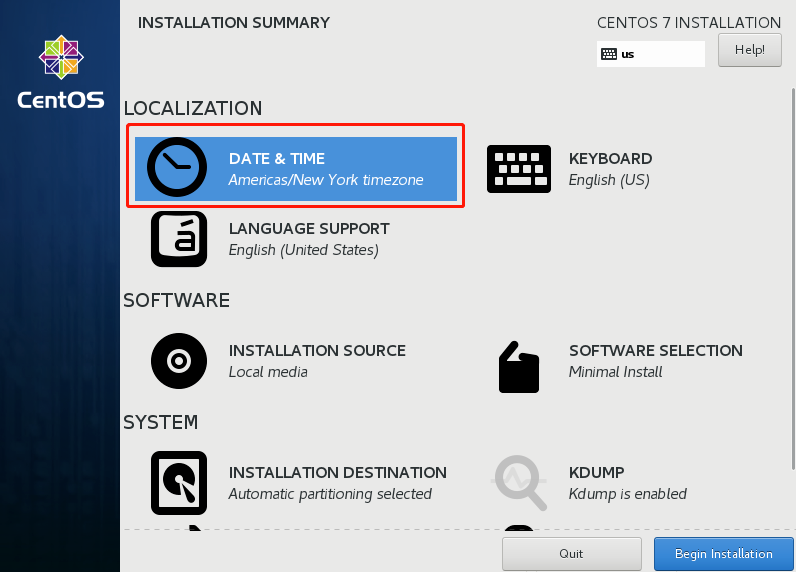 INSTALLATION SUMMARY
CENTOS 7 INSTALLATION
us
Help!
CentOS
LOCALIZATION
DATE & TIME
Americas/New York timezone
KEYBOARD
English (US)
LANGUAGE SUPPORT
English (United States)
SOFTWARE
INSTALLATION SOURCE
Local media
SOFTWARE SELECTION
Minimal Install
SYSTEM
INSTALLATION DESTINATION
Automatic partitioning selected
KDUMP
Kdump is enabled
Quit
Begin Installation